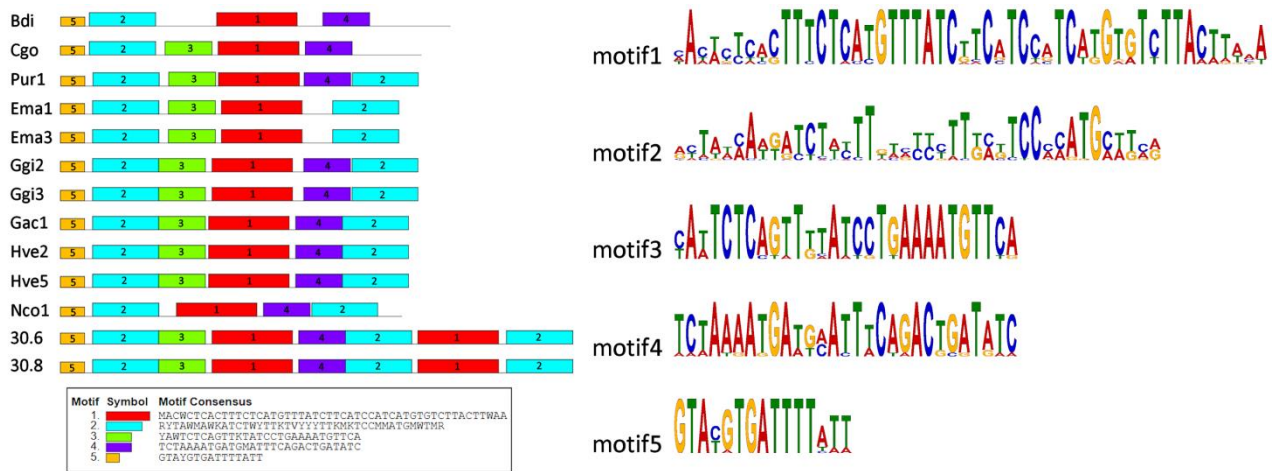 Bdi 5 2 1 4
Cgo 5 2 3 1 4
Pur1 5 2 3 1 4 2
Ema1 5 2 3 1 2
Ema3 5 2 3 1 2
Ggi2 5 2 3 1 4 2
Ggi3 5 2 3 1 4 2
Gac1 5 2 3 1 4 2
Hve2 5 2 3 1 4 2
Hve5 5 2 3 1 4 2
Nco1 5 2 1 4 2
30.6 5 2 3 1 4 2 1 2
30.8 5 2 3 1 4 2 1 2
Motif Symbol Motif Consensus
1. MACWCTCACTTTCTCATGTTTATCTTCATCCATCATGTGTCTTACTTWAA
2. RYTAWMAWKATCTWYTTKTVYYYTTKMKTCCMMATGMWTMR
3. YAWTCTCAGTTKTATCCTGAAAATGTTCA
4. TCTAAAATGATGMATTTCAGACTGATATC
5. GTAYGTGATTTTATT
motif1
motif2
motif3
motif4
motif5